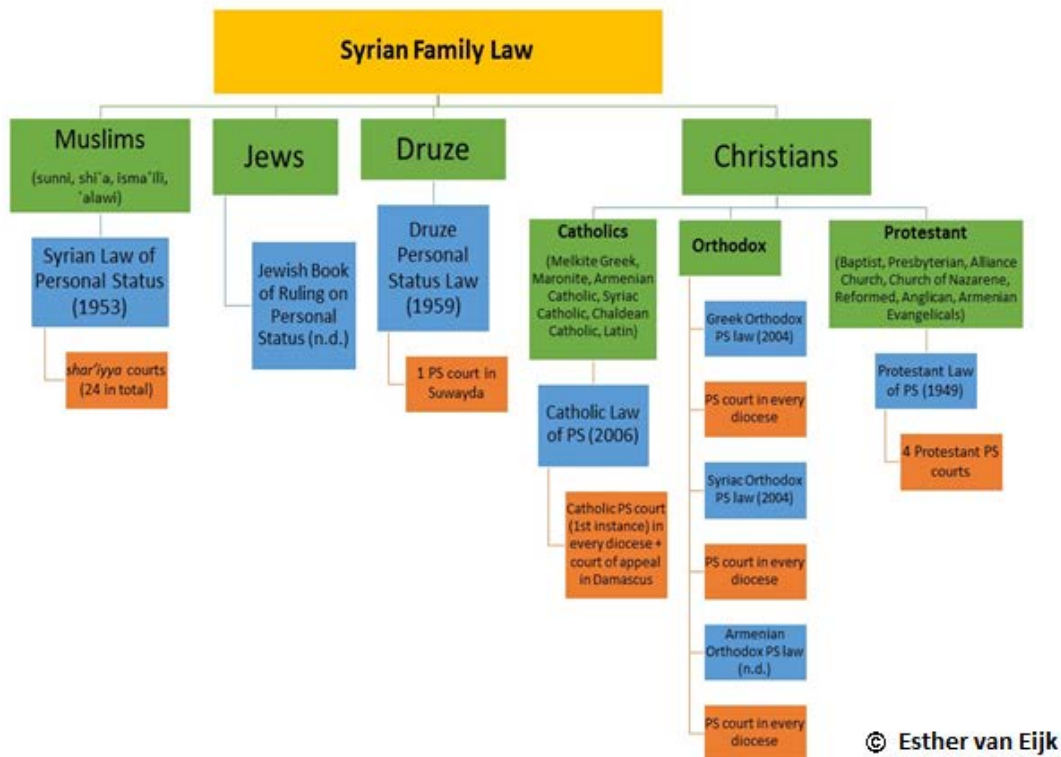 Syrian Family Law
Muslims
(sunni, shi`a, isma`ili,
`alawi)
Syrian Law of
Personal Status
(1953)
shar'iyya courts
(24 in total)
Jews
Jewish Book
of Ruling on
Personal
Status (n.d.)
Druze
Druze
Personal
Status Law
(1959)
1 PS court in
Suwayda
Christians
Catholics
(Melkite Greek,
Maronite, Armenian
Catholic, Syriac
Catholic, Chaldean
Catholic, Latin)
Catholic Law
of PS (2006)
Catholic PS court
(1st instance) in
every diocese +
court of appeal
in Damascus
Orthodox
Greek Orthodox
PS law (2004)
PS court in every
diocese
Syriac Orthodox
PS law (2004)
PS court in every
diocese
Armenian
Orthodox PS law
(n.d.)
PS court in every
diocese
Protestant
(Baptist, Presbyterian, Alliance
Church, Church of Nazarene,
Reformed, Anglican, Armenian
Evangelicals)
Protestant Law
of PS (1949)
4 Protestant PS
courts
© Esther van Eijk